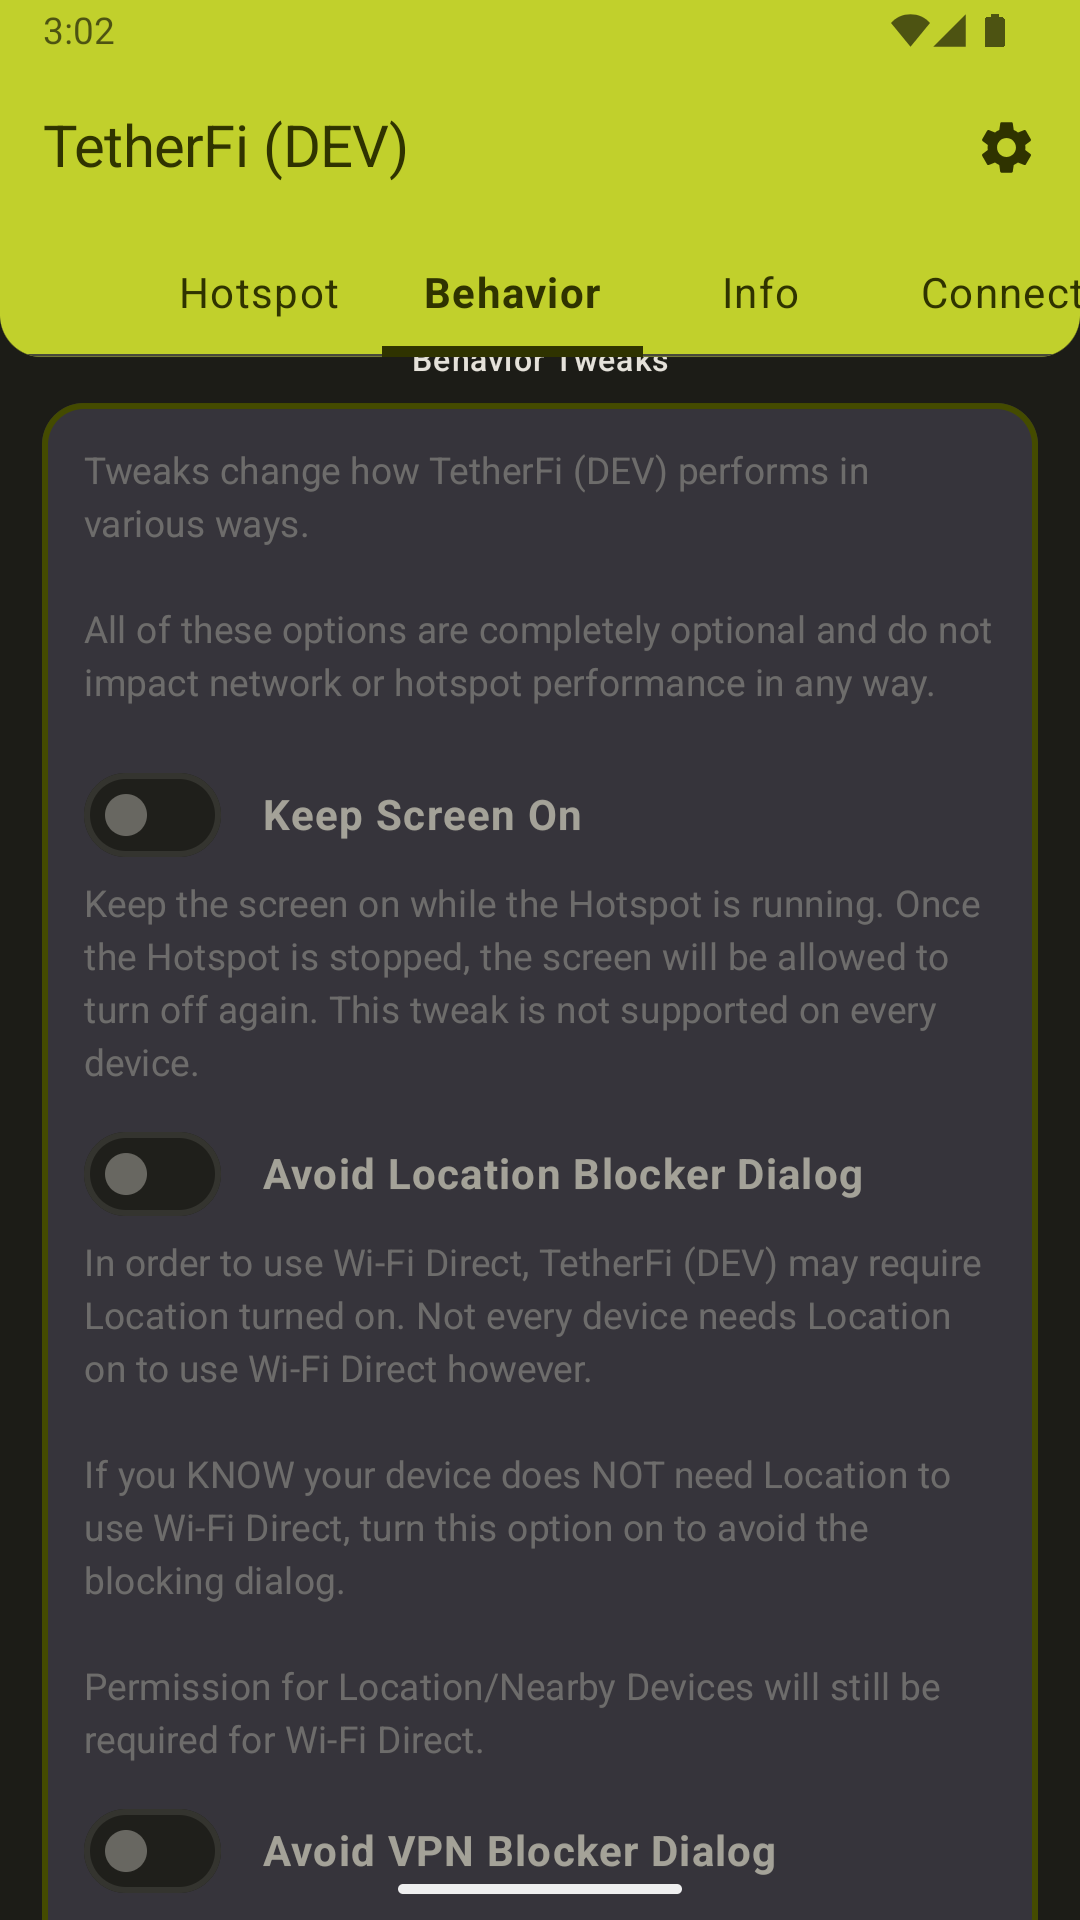 3:02
TetherFi (DEV)
Hotspot
Behavior
Info
Connect
Behavior Tweaks
Tweaks change how TetherFi (DEV) performs in
various ways.
All of these options are completely optional and do not
impact network or hotspot performance in any way.
Keep Screen On
Keep the screen on while the Hotspot is running. Once
the Hotspot is stopped, the screen will be allowed to
turn off again. This tweak is not supported on every
device.
Avoid Location Blocker Dialog
In order to use Wi-Fi Direct, TetherFi (DEV) may require
Location turned on. Not every device needs Location
on to use Wi-Fi Direct however.
If you KNOW your device does NOT need Location to
use Wi-Fi Direct, turn this option on to avoid the
blocking dialog.
Permission for Location/Nearby Devices will still be
required for Wi-Fi Direct.
Avoid VPN Blocker Dialog